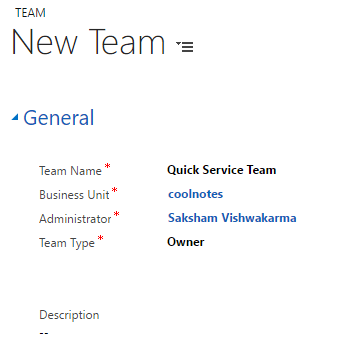 TEAM
New Team
General
Team Name * Quick Service Team
Business Unit * coolnotes
Administrator * Saksham Vishwakarma
Team Type * Owner
Description
--